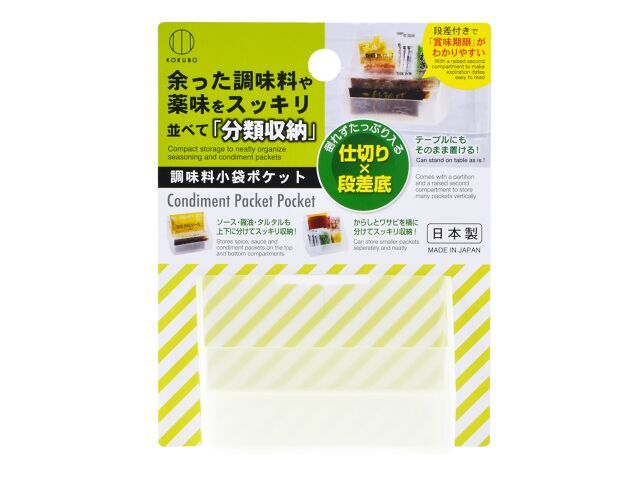 KOKUBO
余った調味料や
薬味をスッキリ
並べて「分類収納」
Compact storage to neatly organize
seasoning and condiment packets
調味料小袋ポケット
Condiment Packet Pocket
段差付きで
「賞味期限」が
わかりやすい
With a raised second
compartment to make
expiration dates
easy to read
倒れずたっぷり入る
仕切り
×
段差底
テーブルにも
そのまま置ける!
Can stand on table as is !
Comes with a partition
and a raised second
compartment to store
many packets vertically
ソース・醤油・タルタルも
上下に分けてスッキリ収納!
Stores spice, sauce and
condiment packets on the top
and bottom compartments
からしとワサビを横に
分けてスッキリ収納!
Can store smaller packets
seperately and neatly
日本製
MADE IN JAPAN